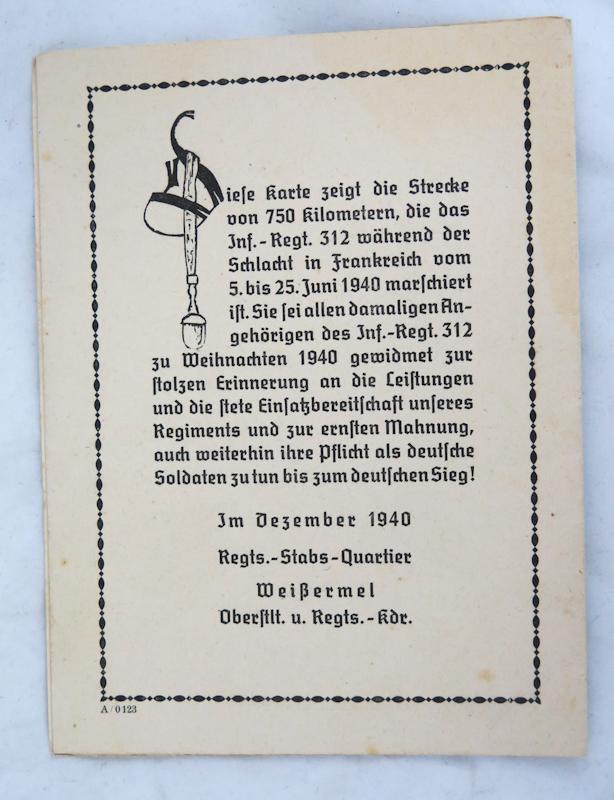 Diese Karte zeigt die Strecke
von 750 Kilometern, die das
Inf.-Regt. 312 während der
Schlacht in Frankreich vom
5. bis 25. Juni 1940 marschiert
ist. Sie sei allen damaligen An-
gehörigen des Inf.-Regt. 312
zu Weihnachten 1940 gewidmet zur
stolzen Erinnerung an die Leistungen
und die stete Einsatzbereitschaft unseres
Regiments und zur ernsten Mahnung,
auch weiterhin ihre Pflicht als deutsche
Soldaten zu tun bis zum deutschen Sieg!
Im Dezember 1940
Regts.-Stabs-Quartier
Weißermel
Oberstlt. u. Regts.-Kdr.
A/0123